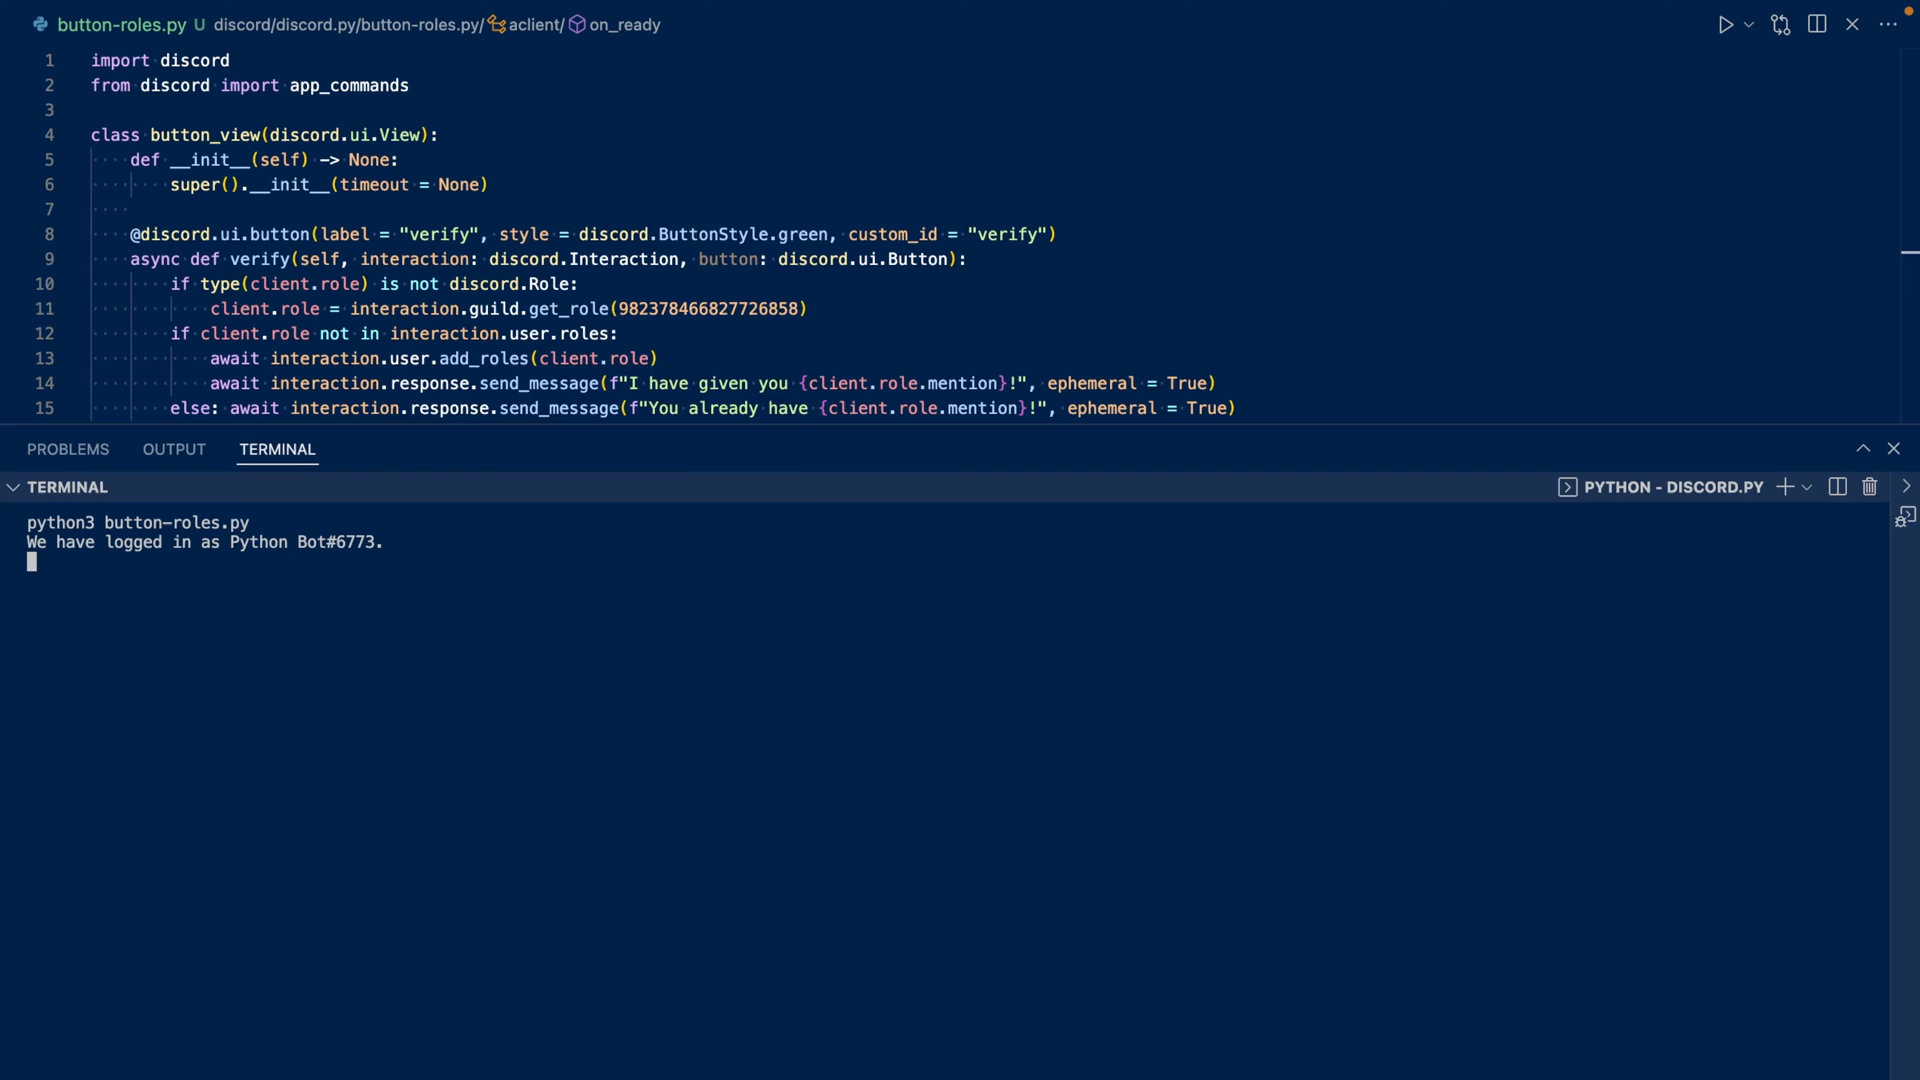 button-roles.py U discord/discord.py/button-roles.py/ aclient/ on_ready
1 import discord
2 from discord import app_commands
3
4 class button_view(discord.ui.View):
5 def __init__(self) -> None:
6 super().__init__(timeout = None)
7
8 @discord.ui.button(label = "verify", style = discord.ButtonStyle.green, custom_id = "verify")
9 async def verify(self, interaction: discord.Interaction, button: discord.ui.Button):
10 if type(client.role) is not discord.Role:
11 client.role = interaction.guild.get_role(982378466827726858)
12 if client.role not in interaction.user.roles:
13 await interaction.user.add_roles(client.role)
14 await interaction.response.send_message(f"I have given you {client.role.mention}!", ephemeral = True)
15 else: await interaction.response.send_message(f"You already have {client.role.mention}!", ephemeral = True)
PROBLEMS OUTPUT TERMINAL
TERMINAL PYTHON - DISCORD.PY
python3 button-roles.py
We have logged in as Python Bot#6773.